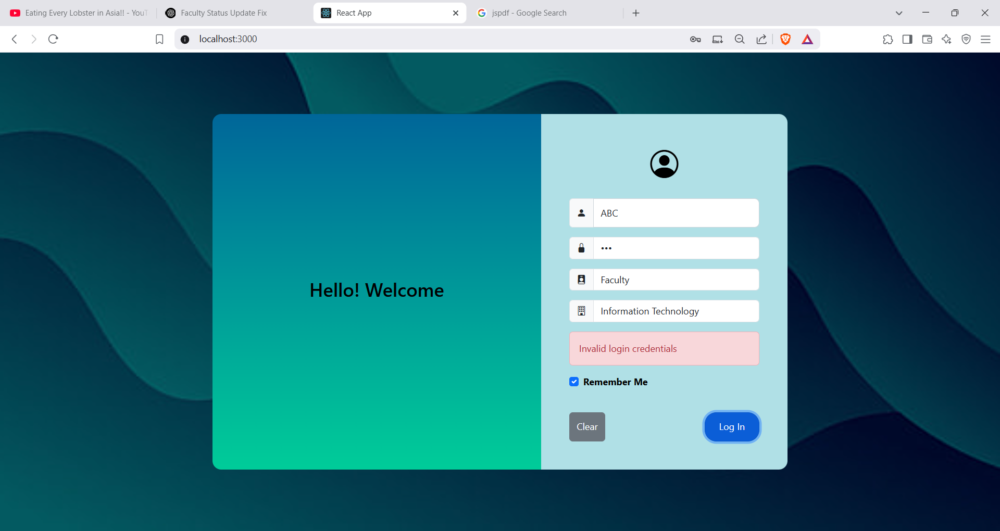 Eating Every Lobster in Asia!! - YouT
Faculty Status Update Fix
React App
jspdf - Google Search
localhost:3000
Hello! Welcome
ABC
•••
Faculty
Information Technology
Invalid login credentials
Remember Me
Clear
Log In